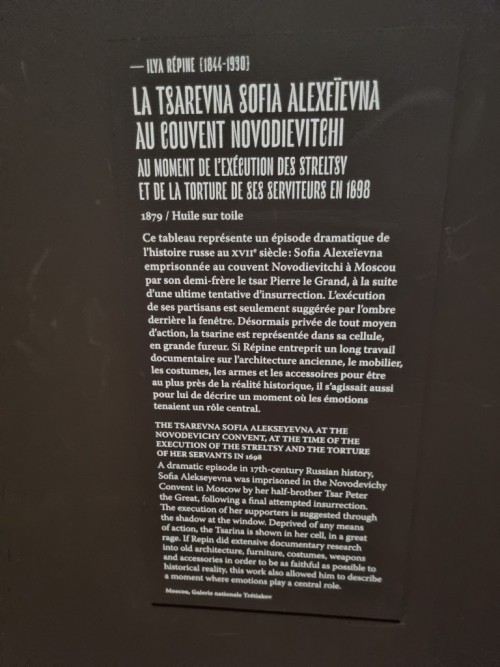 — ILYA RÉPINE (1844-1930)
LA TSAREVNA SOFIA ALEXEÏEVNA
AU COUVENT NOVODIEVITCHI
AU MOMENT DE L'EXÉCUTION DES STRELTSY
ET DE LA TORTURE DE SES SERVITEURS EN 1698
1879 / Huile sur toile
Ce tableau représente un épisode dramatique de
l'histoire russe au XVIIe siècle : Sofia Alexeïevna
emprisonnée au couvent Novodievitchi à Moscou
par son demi-frère le tsar Pierre le Grand, à la suite
d'une ultime tentative d'insurrection. L'exécution
de ses partisans est seulement suggérée par l'ombre
derrière la fenêtre. Désormais privée de tout moyen
d'action, la tsarine est représentée dans sa cellule,
en grande fureur. Si Répine entreprit un long travail
documentaire sur l'architecture ancienne, le mobilier,
les costumes, les armes et les accessoires pour être
au plus près de la réalité historique, il s'agissait aussi
pour lui de décrire un moment où les émotions
tenaient un rôle central.
THE TSAREVNA SOFIA ALEKSEYEVNA AT THE
NOVODEVICHY CONVENT, AT THE TIME OF THE
EXECUTION OF THE STRELTSY AND THE TORTURE
OF HER SERVANTS IN 1698
A dramatic episode in 17th-century Russian history,
Sofia Alekseyevna was imprisoned in the Novodevichy
Convent in Moscow by her half-brother Tsar Peter
the Great, following a final attempted insurrection.
The execution of her supporters is suggested through
the shadow at the window. Deprived of any means
of action, the Tsarina is shown in her cell, in a great
rage. If Repin did extensive documentary research
into old architecture, furniture, costumes, weapons
and accessories in order to be as faithful as possible to
historical reality, this work also allowed him to describe
a moment where emotions play a central role.
Moscou, Galerie nationale Trétiakov